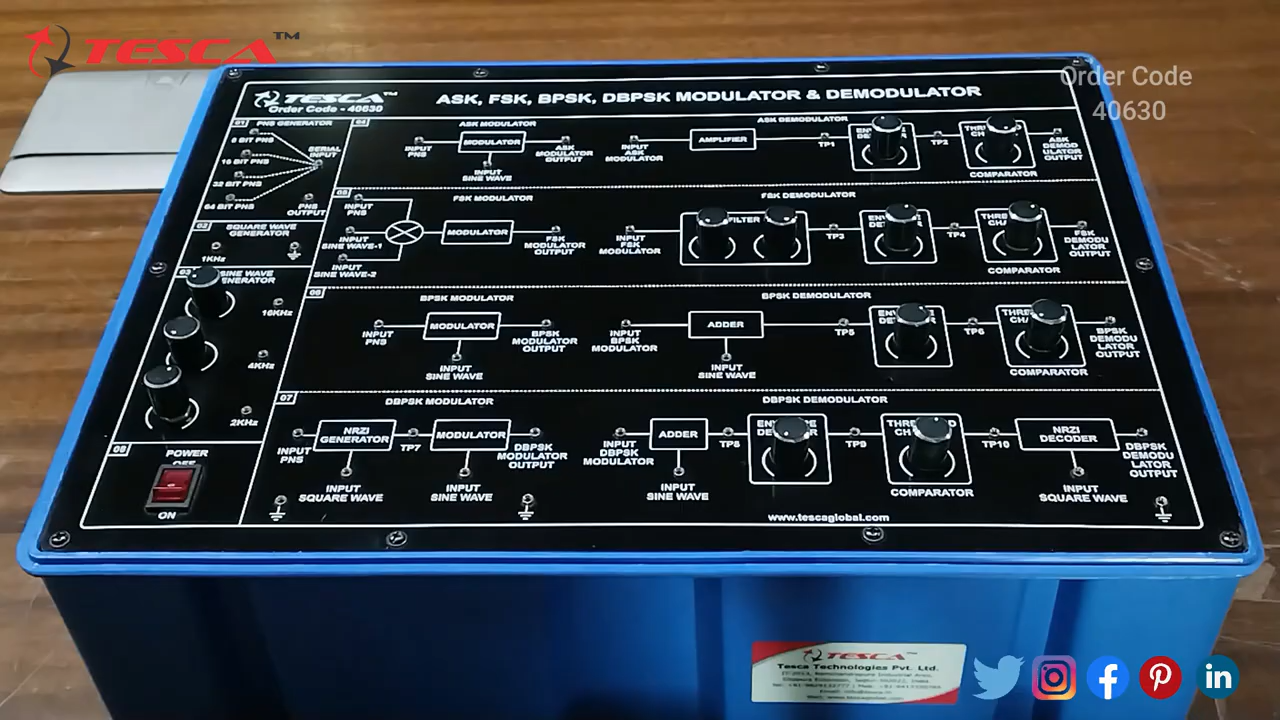 TESCA™
Order Code
40630
TESCA™
Order Code - 40630
ASK, FSK, BPSK, DBPSK MODULATOR & DEMODULATOR
01
PNS GENERATOR
8 BIT PNS
16 BIT PNS
32 BIT PNS
64 BIT PNS
SERIAL
INPUT
PNS
OUTPUT
02
SQUARE WAVE
GENERATOR
1KHz
03
SINE WAVE
GENERATOR
16KHz
4KHz
2KHz
08
POWER
OFF
ON
04
ASK MODULATOR
INPUT
PNS
MODULATOR
INPUT
SINE WAVE
ASK
MODULATOR
OUTPUT
ASK DEMODULATOR
INPUT
ASK
MODULATOR
AMPLIFIER
TP1
TP2
COMPARATOR
ASK
DEMOD
ULATOR
OUTPUT
05
FSK MODULATOR
INPUT
PNS
INPUT
SINE WAVE-1
INPUT
SINE WAVE-2
MODULATOR
FSK
MODULATOR
OUTPUT
FSK DEMODULATOR
INPUT
FSK
MODULATOR
FILTER
TP3
TP4
COMPARATOR
FSK
DEMODU
LATOR
OUTPUT
06
BPSK MODULATOR
INPUT
PNS
MODULATOR
INPUT
SINE WAVE
BPSK
MODULATOR
OUTPUT
BPSK DEMODULATOR
INPUT
BPSK
MODULATOR
ADDER
INPUT
SINE WAVE
TP5
TP6
COMPARATOR
BPSK
DEMODU
LATOR
OUTPUT
07
DBPSK MODULATOR
INPUT
PNS
NRZI
GENERATOR
INPUT
SQUARE WAVE
TP7
MODULATOR
INPUT
SINE WAVE
DBPSK
MODULATOR
OUTPUT
DBPSK DEMODULATOR
INPUT
DBPSK
MODULATOR
ADDER
INPUT
SINE WAVE
TP8
TP9
COMPARATOR
TP10
NRZI
DECODER
INPUT
SQUARE WAVE
DBPSK
DEMODU
LATOR
OUTPUT
www.tescaglobal.com
TESCA™
Tesca Technologies Pvt. Ltd.